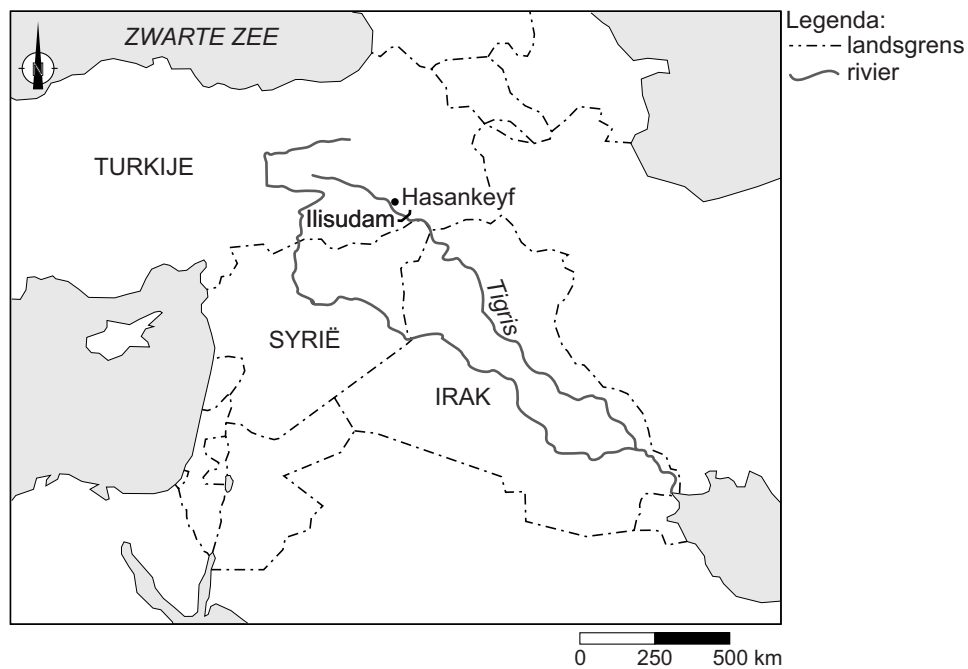 ZWARTE ZEE
Legenda:
landsgrens
rivier
N
TURKIJE
Hasankeyf
Ilisudam
Tigris
SYRIË
IRAK
0 250 500 km